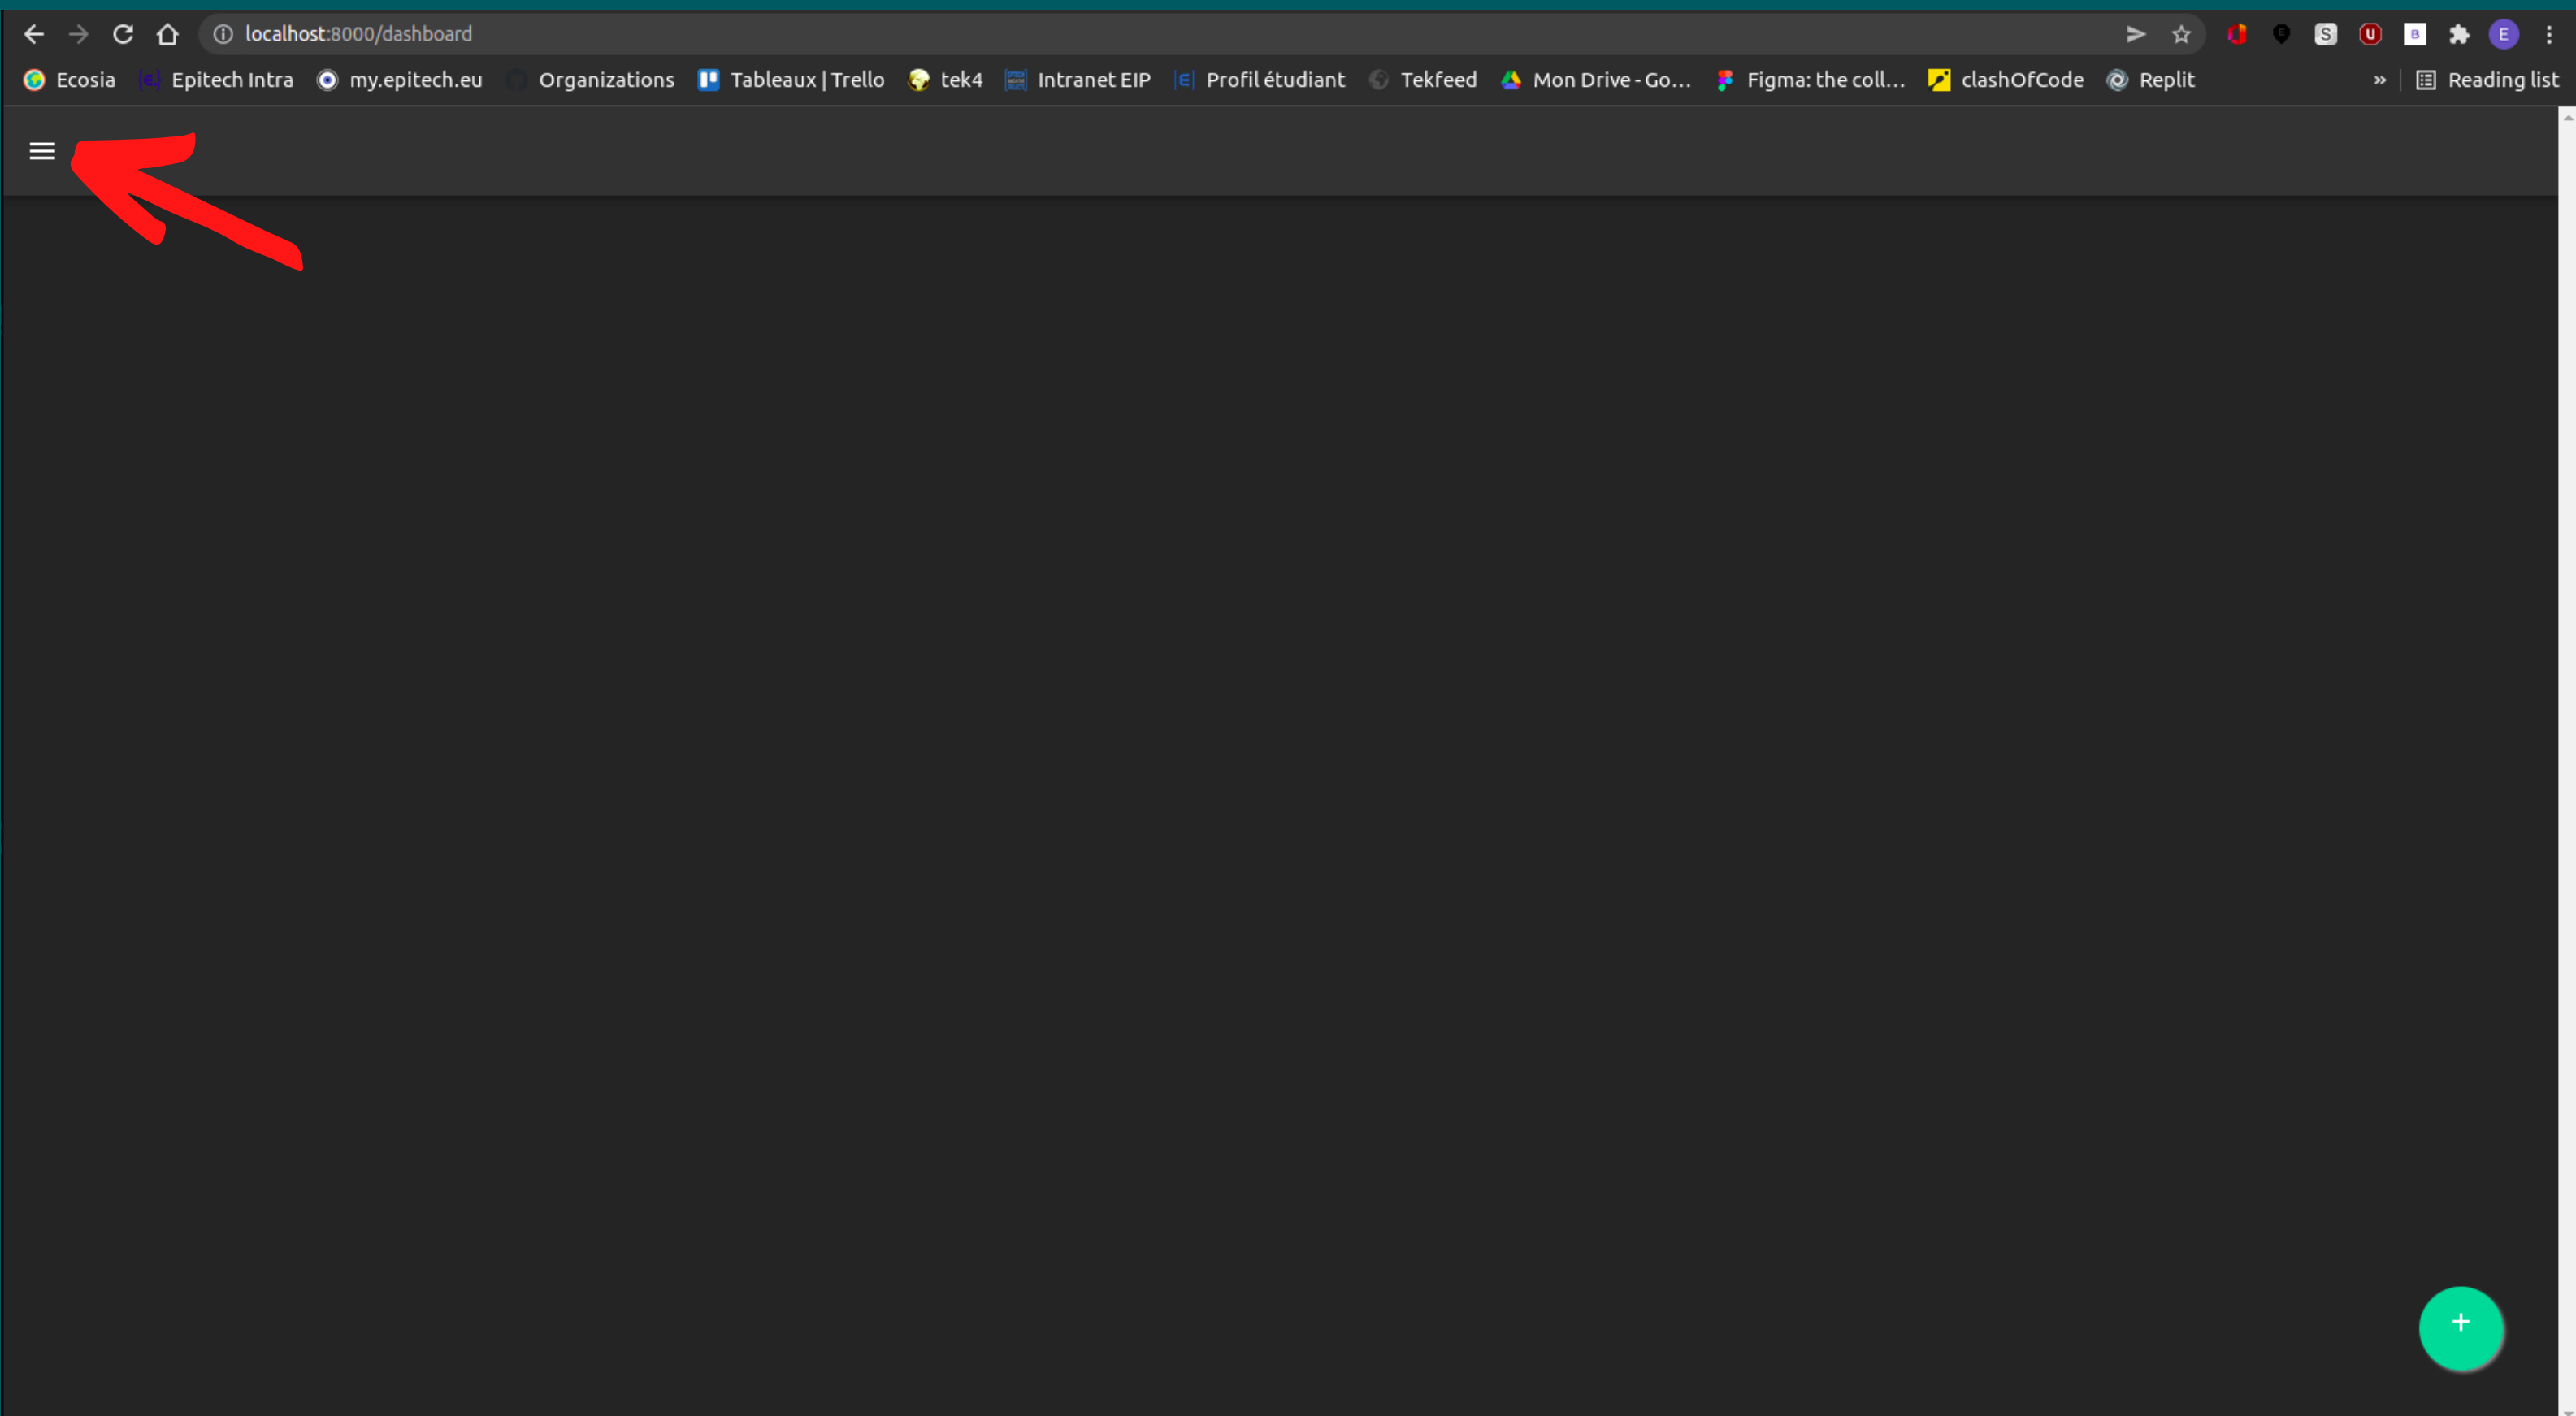 localhost:8000/dashboard
S U B E
Ecosia Epitech Intra my.epitech.eu Organizations Tableaux | Trello tek4 Intranet EIP Profil étudiant Tekfeed Mon Drive - Go... Figma: the coll... clashOfCode Replit » Reading list
+